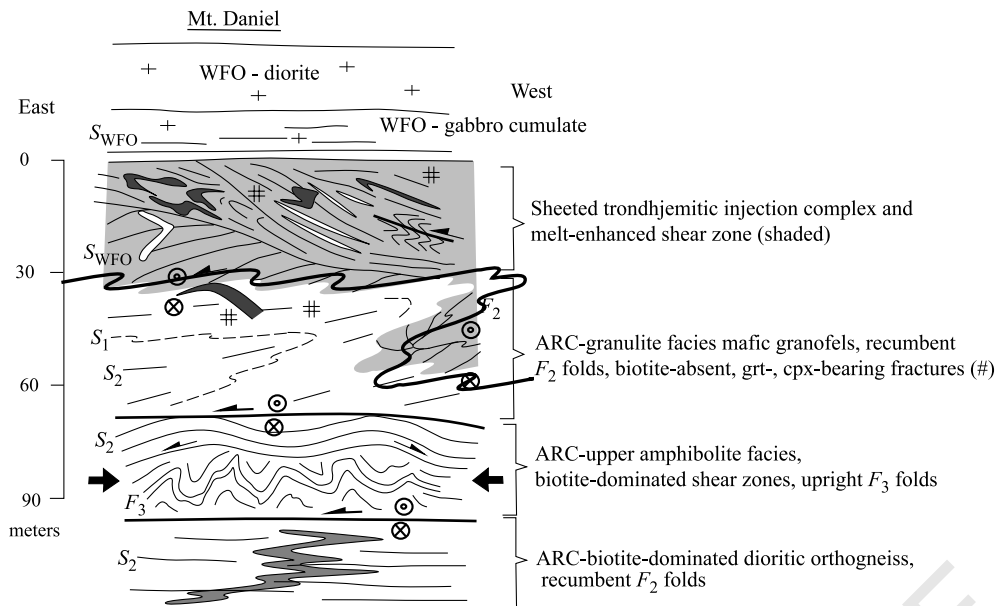 Mt. Daniel
WFO - diorite
East
West
WFO - gabbro cumulate
S_WFO
0
#
#
Sheeted trondhjemitic injection complex and
melt-enhanced shear zone (shaded)
S_WFO
30
#
#
F_2
S_1
ARC-granulite facies mafic granofels, recumbent
F_2 folds, biotite-absent, grt-, cpx-bearing fractures (#)
S_2
60
S_2
ARC-upper amphibolite facies,
biotite-dominated shear zones, upright F_3 folds
90
F_3
meters
S_2
ARC-biotite-dominated dioritic orthogneiss,
recumbent F_2 folds